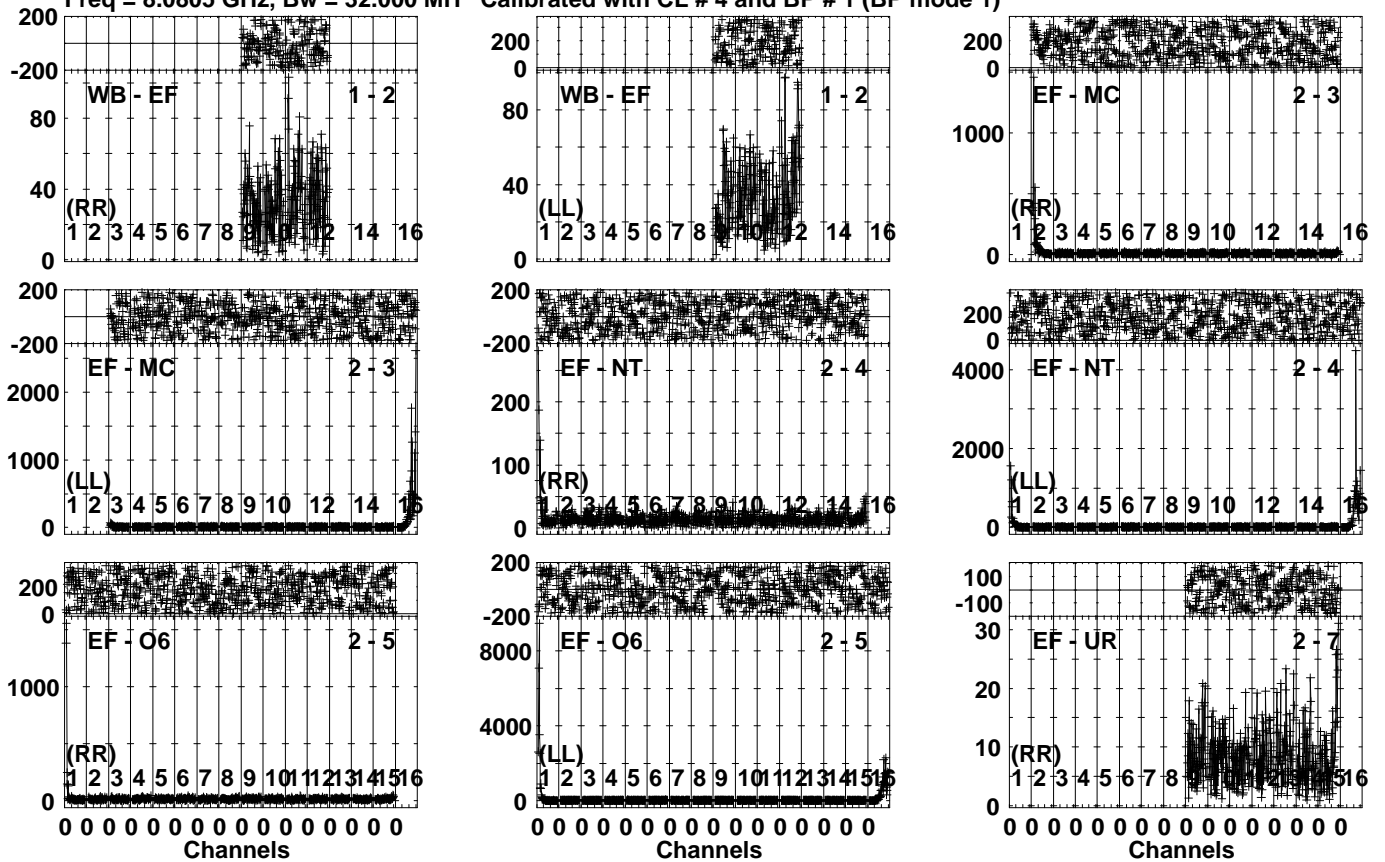 Freq = 8.0805 GHz, Bw = 32.000 MH Calibrated with CL # 4 and BP # 1 (BP mode 1)
200
-200
WB - EF 1 - 2
80
40
0
(RR)
1 2 3 4 5 6 7 8 9 10 12 14 16
200
0
WB - EF 1 - 2
80
40
0
(LL)
1 2 3 4 5 6 7 8 9 10 12 14 16
200
0
EF - MC 2 - 3
1000
0
(RR)
1 2 3 4 5 6 7 8 9 10 12 14 16
200
-200
EF - MC 2 - 3
2000
1000
0
(LL)
1 2 3 4 5 6 7 8 9 10 12 14 16
200
-200
EF - NT 2 - 4
200
100
0
(RR)
1 2 3 4 5 6 7 8 9 10 12 14 16
200
0
EF - NT 2 - 4
4000
2000
0
(LL)
1 2 3 4 5 6 7 8 9 10 12 14 16
200
0
EF - O6 2 - 5
1000
0
(RR)
1 2 3 4 5 6 7 8 9 10 11 12 13 14 15 16
0 0 0 0 0 0 0 0 0 0 0 0 0 0 0 0
Channels
200
-200
EF - O6 2 - 5
8000
4000
0
(LL)
1 2 3 4 5 6 7 8 9 10 11 12 13 14 15 16
0 0 0 0 0 0 0 0 0 0 0 0 0 0 0 0
Channels
100
-100
EF - UR 2 - 7
30
20
10
0
(RR)
1 2 3 4 5 6 7 8 16
0 0 0 0 0 0 0 0 0 0 0 0 0 0 0 0
Channels